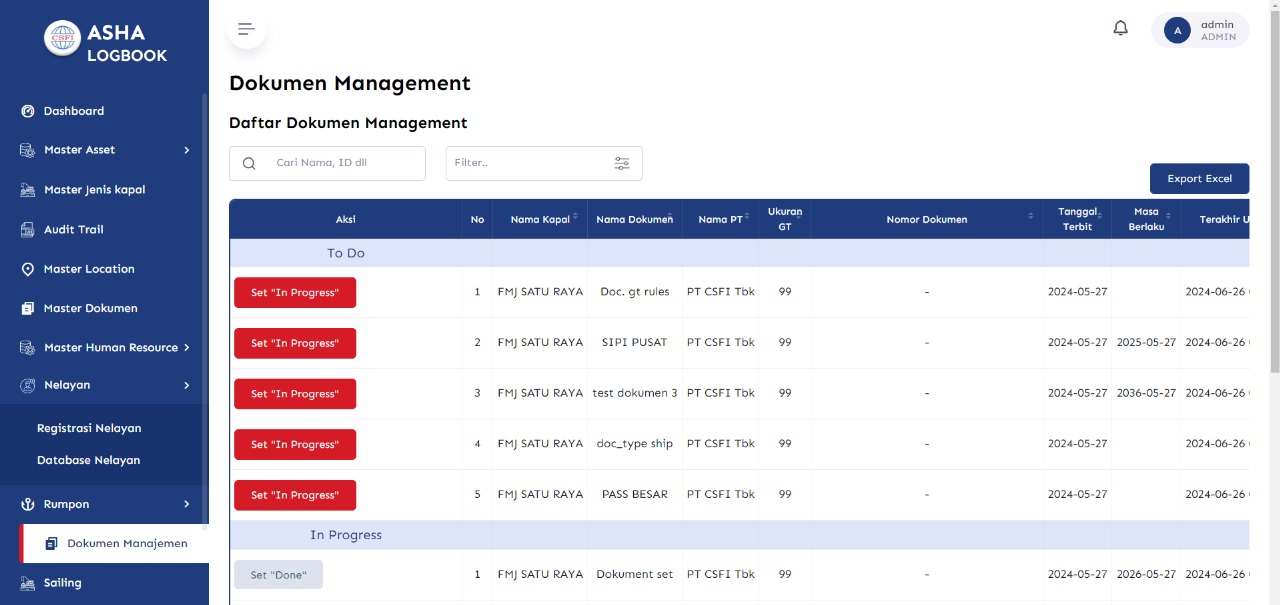 CSFI
ASHA
LOGBOOK
Dashboard
Master Asset
Master Jenis kapal
Audit Trail
Master Location
Master Dokumen
Master Human Resource
Nelayan
Registrasi Nelayan
Database Nelayan
Rumpon
Dokumen Manajemen
Sailing
A
admin
ADMIN
Dokumen Management
Daftar Dokumen Management
Cari Nama, ID dll
Filter..
Export Excel
Aksi No Nama Kapal Nama Dokumen Nama PT Ukuran GT Nomor Dokumen Tanggal Terbit Masa Berlaku Terakhir U
To Do
Set "In Progress" 1 FMJ SATU RAYA Doc. gt rules PT CSFI Tbk 99 - 2024-05-27 2024-06-26
Set "In Progress" 2 FMJ SATU RAYA SIPI PUSAT PT CSFI Tbk 99 - 2024-05-27 2025-05-27 2024-06-26
Set "In Progress" 3 FMJ SATU RAYA test dokumen 3 PT CSFI Tbk 99 - 2024-05-27 2036-05-27 2024-06-26
Set "In Progress" 4 FMJ SATU RAYA doc_type ship PT CSFI Tbk 99 - 2024-05-27 2024-06-26
Set "In Progress" 5 FMJ SATU RAYA PASS BESAR PT CSFI Tbk 99 - 2024-05-27 2024-06-26
In Progress
Set "Done" 1 FMJ SATU RAYA Dokument set PT CSFI Tbk 99 - 2024-05-27 2026-05-27 2024-06-26